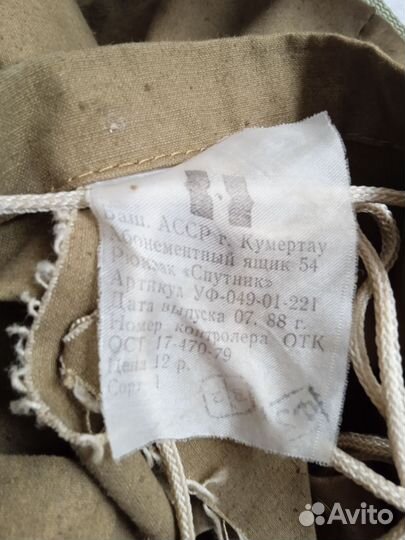 Баш. АССР г. Кумертау
Абонементный ящик 54
Рюкзак «Спутник»
Артикул УФ-049-01-221
Дата выпуска 07. 88 г.
Номер контролера ОТК
ОСТ 17-470-79
Цена 12 р.
Сорт 1
Avito